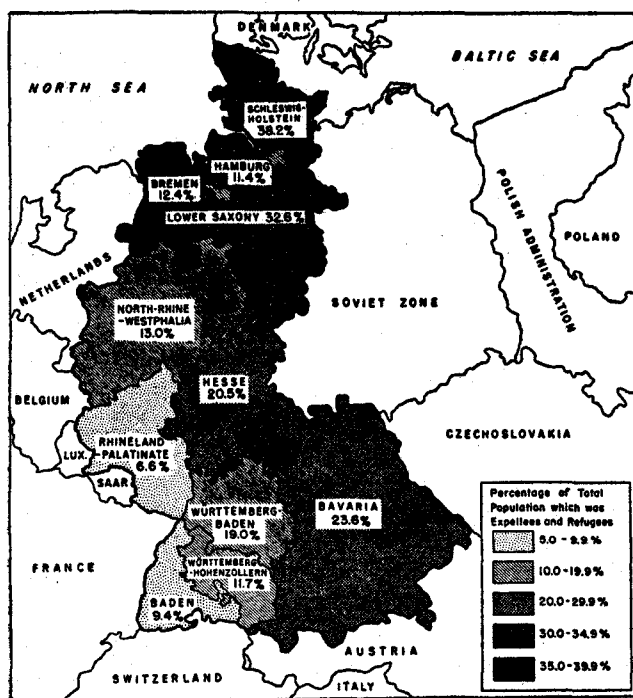 DENMARK
BALTIC SEA
NORTH SEA
SCHLESWIG-
HOLSTEIN
38.2%
HAMBURG
11.4%
BREMEN
12.4%
LOWER SAXONY 32.6%
POLISH ADMINISTRATION
POLAND
NETHERLANDS
SOVIET ZONE
NORTH-RHINE
-WESTPHALIA
13.0%
HESSE
20.5%
BELGIUM
CZECHOSLOVAKIA
RHINELAND
-PALATINATE
6.6%
LUX.
SAAR
WÜRTTEMBERG-
BADEN
19.0%
BAVARIA
23.6%
WÜRTTEMBERG
-HOHENZOLLERN
11.7%
FRANCE
BADEN
9.4%
AUSTRIA
SWITZERLAND
ITALY
Percentage of Total
Population which was
Expellees and Refugees
5.0-9.9%
10.0-19.9%
20.0-29.9%
30.0-34.9%
35.0-39.9%